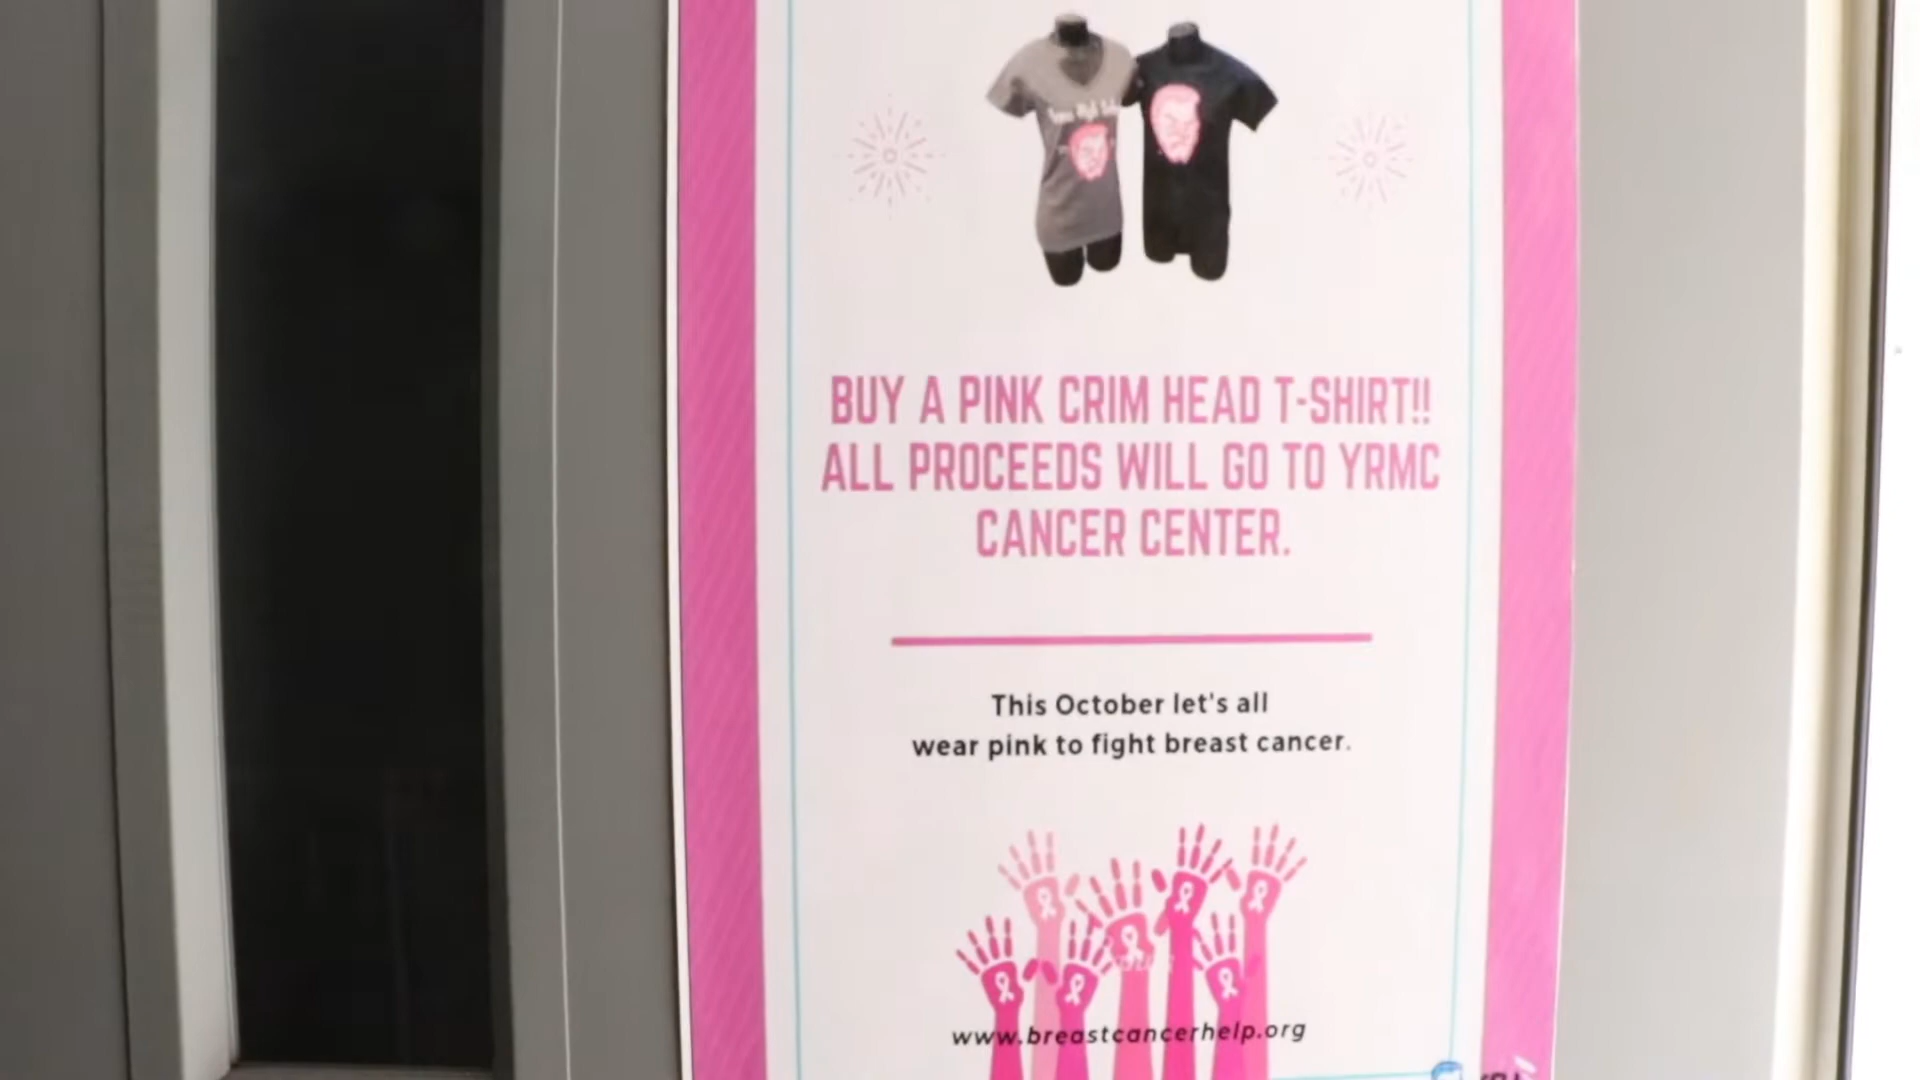 BUY A PINK CRIM HEAD T-SHIRT!!
ALL PROCEEDS WILL GO TO YRMC
CANCER CENTER.
This October let's all
wear pink to fight breast cancer.
www.breastcancerhelp.org